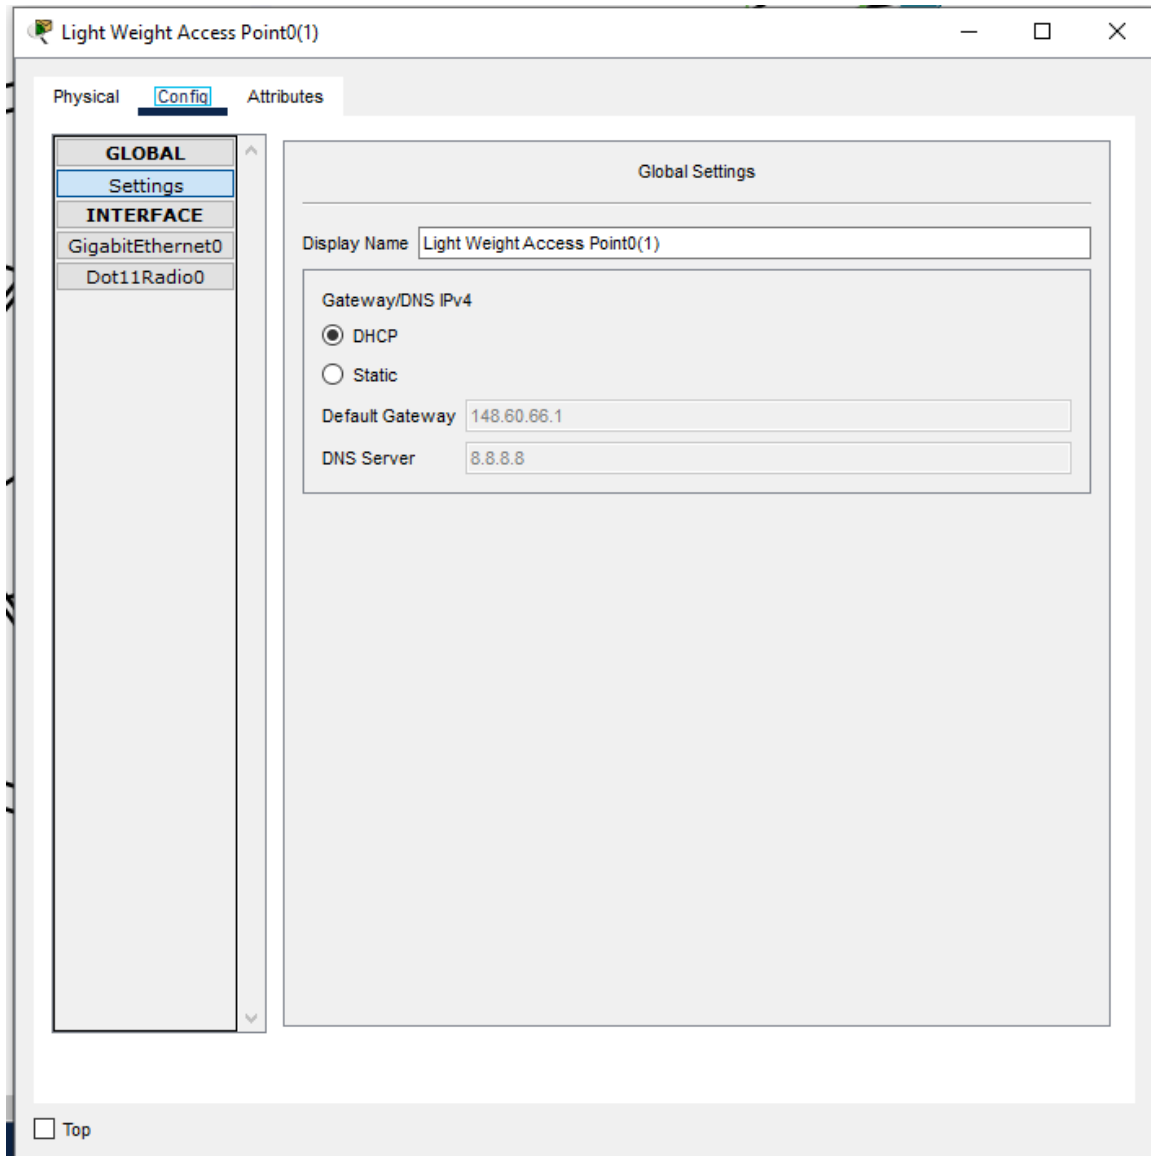 Light Weight Access Point0(1)
Physical Config Attributes
GLOBAL
Settings
INTERFACE
GigabitEthernet0
Dot11Radio0
Global Settings
Display Name Light Weight Access Point0(1)
Gateway/DNS IPv4
DHCP
Static
Default Gateway 148.60.66.1
DNS Server 8.8.8.8
Top